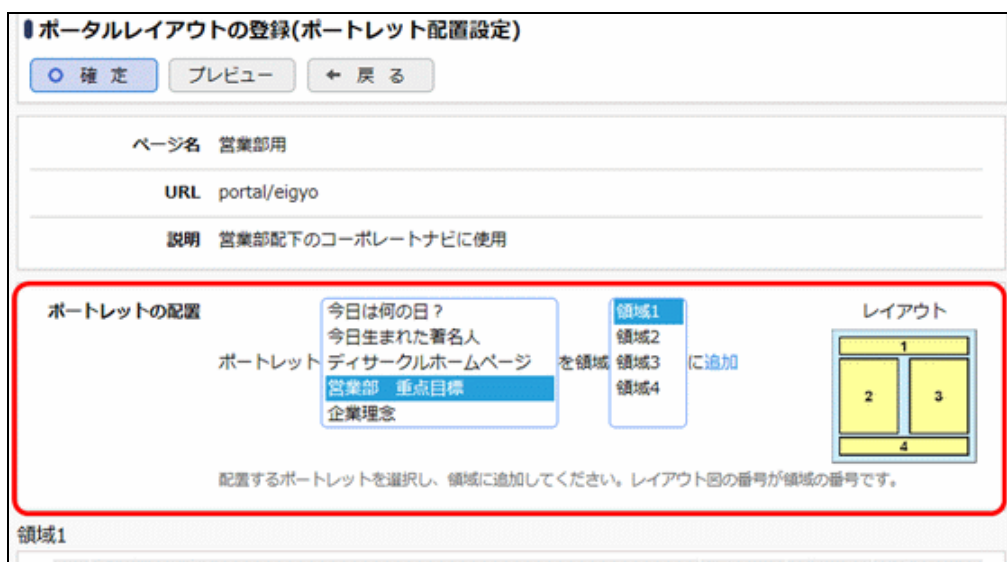 ポータルレイアウトの登録(ポートレット配置設定)
確 定 プレビュー 戻 る
ページ名 営業部用
URL portal/eigyo
説明 営業部配下のコーポレートナビに使用
ポートレットの配置 レイアウト
ポートレット
今日は何の日？
今日生まれた著名人
ディサークルホームページ
営業部 重点目標
企業理念
を領域
領域1
領域2
領域3
領域4
に追加
1
2 3
4
配置するポートレットを選択し、領域に追加してください。レイアウト図の番号が領域の番号です。
領域1